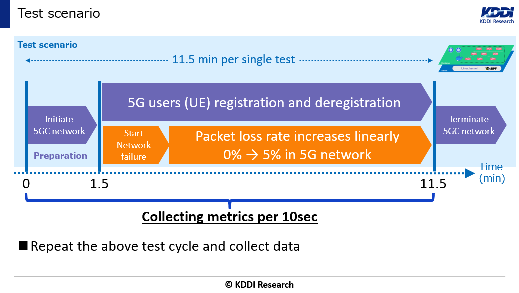 Test scenario
KDDI
KDDI Research
Test scenario
11.5 min per single test
5G users (UE) registration and deregistration
Initiate
5GC network
Terminate
5GC network
Start
Network
failure
Packet loss rate increases linearly
0% → 5% in 5G network
Preparation
Time
(min)
0
1.5
11.5
Collecting metrics per 10sec
■ Repeat the above test cycle and collect data
© KDDI Research